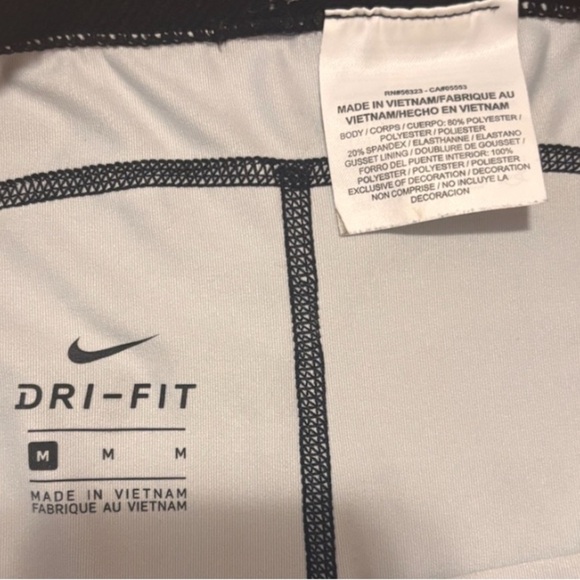 RN#56323 - CA#05553
MADE IN VIETNAM/FABRIQUE AU
VIETNAM/HECHO EN VIETNAM
BODY / CORPS / CUERPO: 80% POLYESTER /
POLYESTER / POLIESTER
20% SPANDEX / ELASTHANNE / ELASTANO
GUSSET LINING / DOUBLURE DE GOUSSET /
FORRO DEL PUENTE INTERIOR: 100%
POLYESTER / POLYESTER / POLIESTER
EXCLUSIVE OF DECORATION / DECORATION
NON COMPRISE / NO INCLUYE LA
DECORACION
DRI-FIT
M M M
MADE IN VIETNAM
FABRIQUE AU VIETNAM